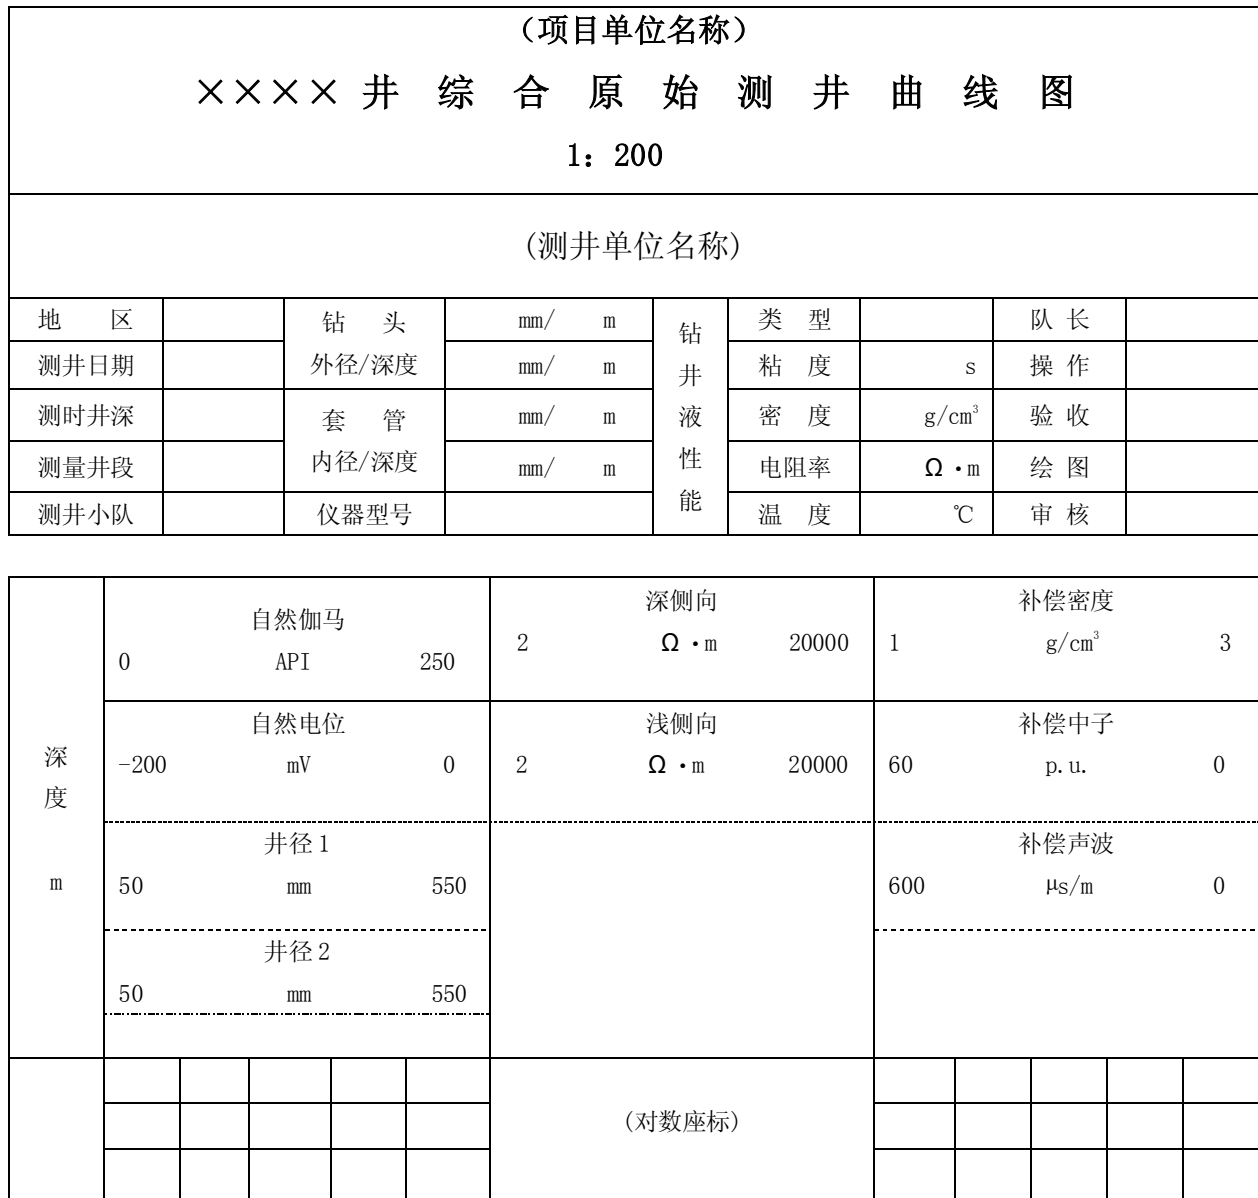 （项目单位名称）
××××井 综 合 原 始 测 井 曲 线 图
1：200
(测井单位名称)
地 区 钻 头 mm/ m 钻井液性能 类 型 队 长
测井日期 外径/深度 mm/ m 粘 度 s 操 作
测时井深 套 管 mm/ m 密 度 g/cm³ 验 收
测量井段 内径/深度 mm/ m 电阻率 Ω·m 绘 图
测井小队 仪器型号 温 度 ℃ 审 核
深度 m
自然伽马
0 API 250
深侧向
2 Ω·m 20000
补偿密度
1 g/cm³ 3
自然电位
-200 mV 0
浅侧向
2 Ω·m 20000
补偿中子
60 p.u. 0
井径1
50 mm 550
补偿声波
600 μs/m 0
井径2
50 mm 550
(对数座标)